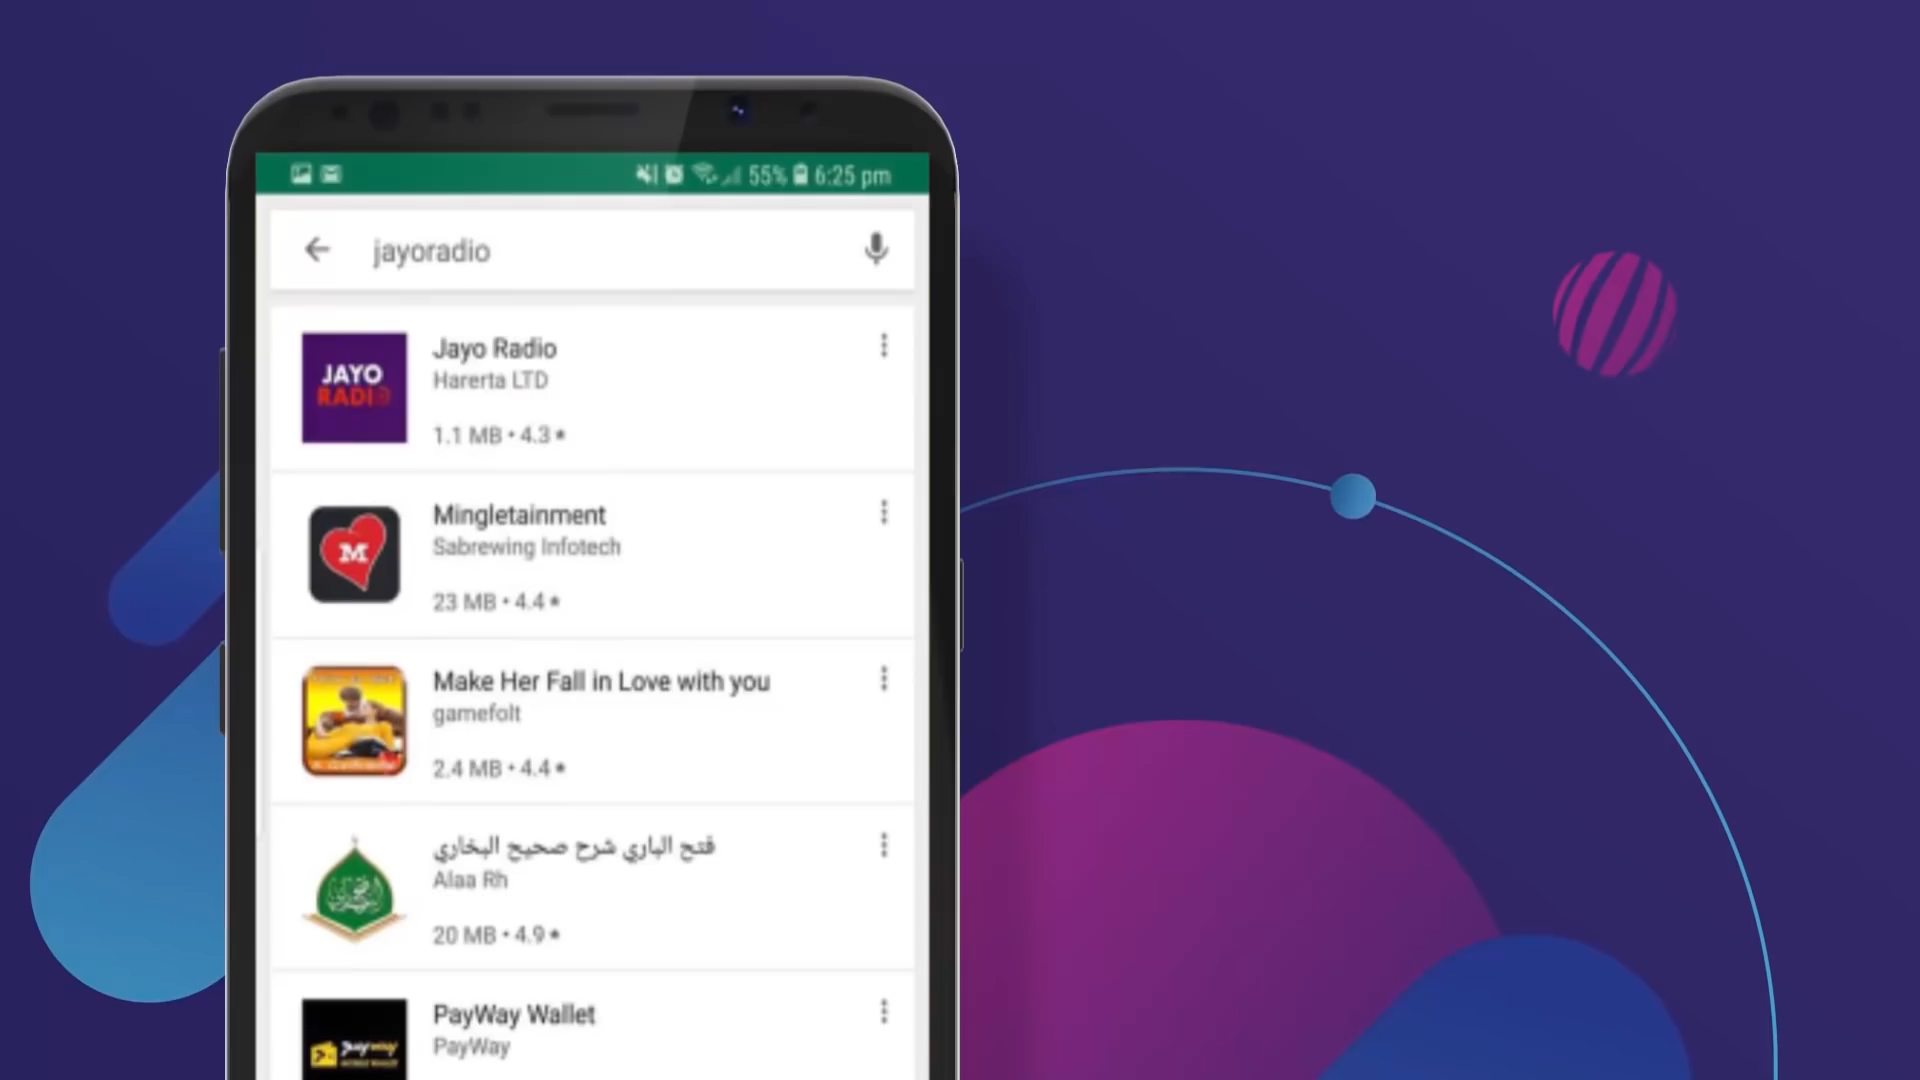 55% 6:25 pm
jayoradio
JAYO
RADIO
Jayo Radio
Harerta LTD
1.1 MB • 4.3 ★
M
Mingletainment
Sabrewing Infotech
23 MB • 4.4 ★
Make Her Fall in Love with you
gamefolt
2.4 MB • 4.4 ★
فتح الباري شرح صحيح البخاري
Alaa Rh
20 MB • 4.9 ★
PayWay Wallet
PayWay